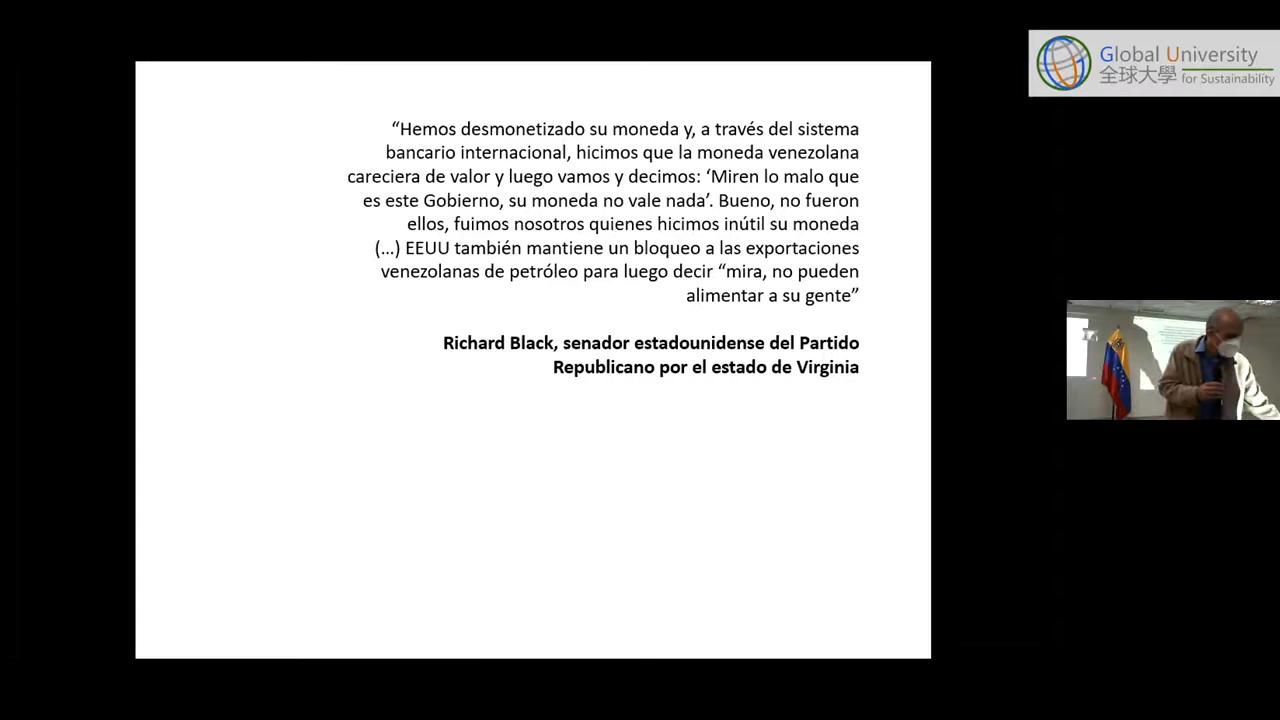 “Hemos desmonetizado su moneda y, a través del sistema
bancario internacional, hicimos que la moneda venezolana
careciera de valor y luego vamos y decimos: ‘Miren lo malo que
es este Gobierno, su moneda no vale nada’. Bueno, no fueron
ellos, fuimos nosotros quienes hicimos inútil su moneda
(...) EEUU también mantiene un bloqueo a las exportaciones
venezolanas de petróleo para luego decir “mira, no pueden
alimentar a su gente”
Richard Black, senador estadounidense del Partido
Republicano por el estado de Virginia
Global University
全球大學 for Sustainability